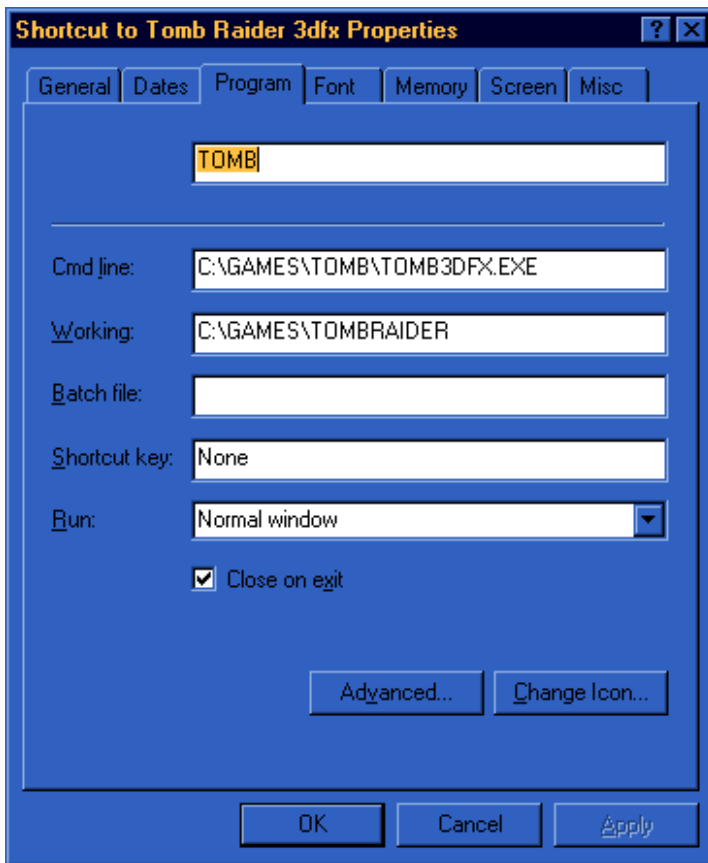 Shortcut to Tomb Raider 3dfx Properties
General Dates Program Font Memory Screen Misc
TOMB
Cmd line: C:\GAMES\TOMB\TOMB3DFX.EXE
Working: C:\GAMES\TOMBRAIDER
Batch file:
Shortcut key: None
Run: Normal window
Close on exit
Advanced... Change Icon...
OK Cancel Apply